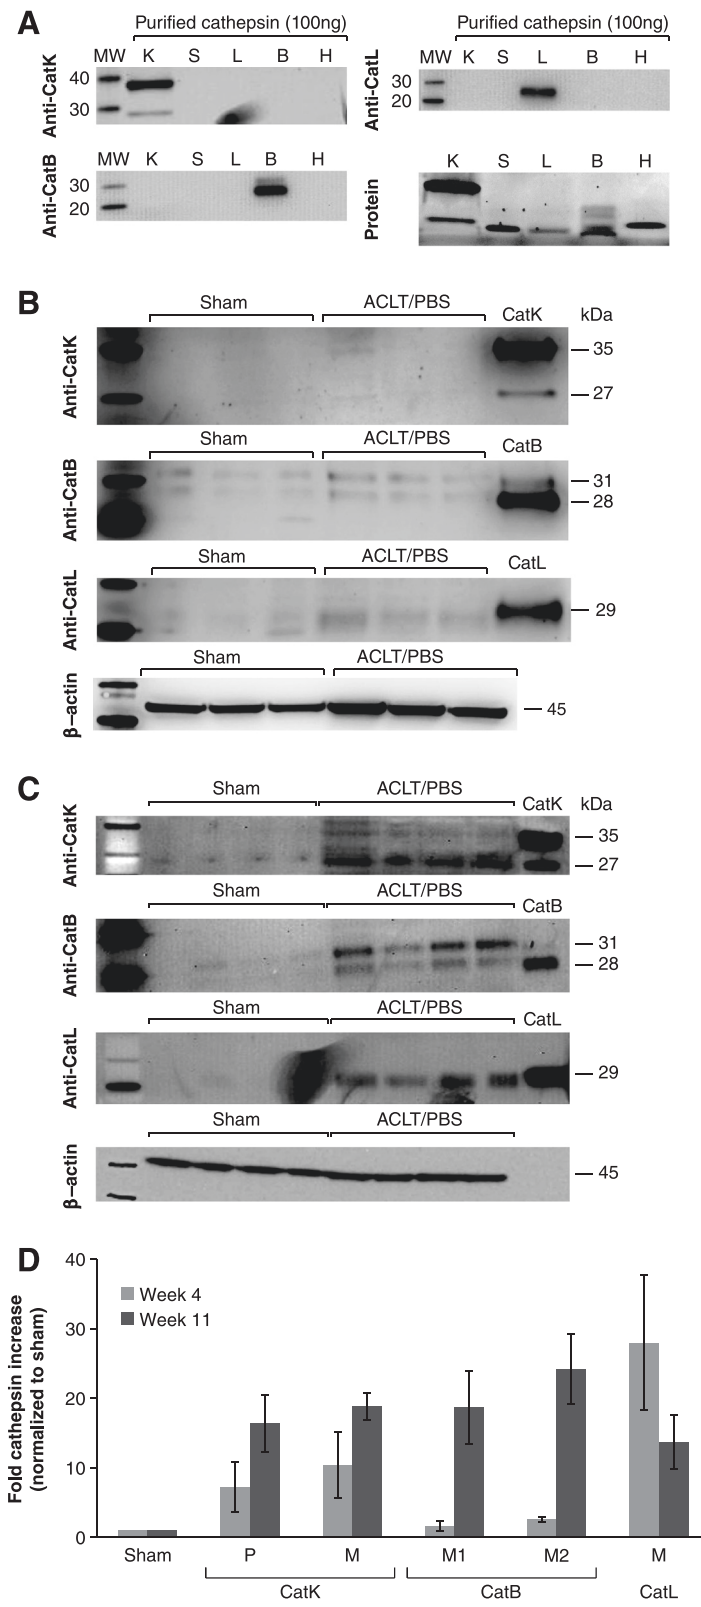 A
Purified cathepsin (100ng)
MW K S L B H
Anti-CatK
40
30
Purified cathepsin (100ng)
MW K S L B H
Anti-CatL
30
20
MW K S L B H
Anti-CatB
30
20
K S L B H
Protein
B
Sham ACLT/PBS CatK kDa
Anti-CatK
35
27
Sham ACLT/PBS CatB
Anti-CatB
31
28
Sham ACLT/PBS CatL
Anti-CatL
29
Sham ACLT/PBS
β–actin
45
C
Sham ACLT/PBS CatK kDa
Anti-CatK
35
27
Sham ACLT/PBS CatB
Anti-CatB
31
28
Sham ACLT/PBS CatL
Anti-CatL
29
Sham ACLT/PBS
β–actin
45
D
Fold cathepsin increase
(normalized to sham)
40
30
20
10
0
Week 4
Week 11
Sham P M M1 M2 M
CatK CatB CatL